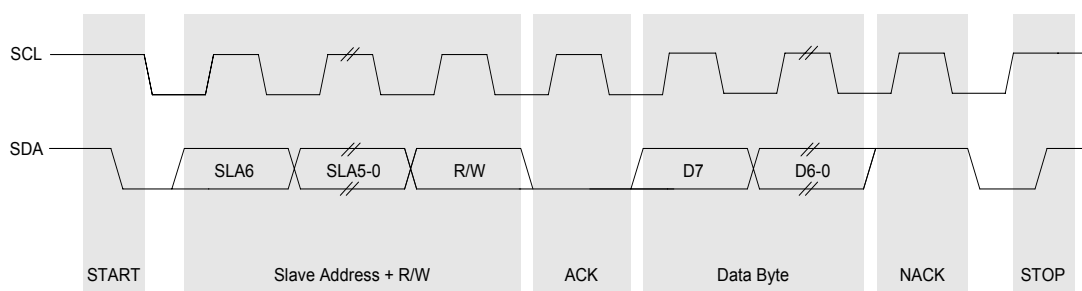 SCL
SDA
SLA6 SLA5-0 R/W D7 D6-0
START Slave Address + R/W ACK Data Byte NACK STOP